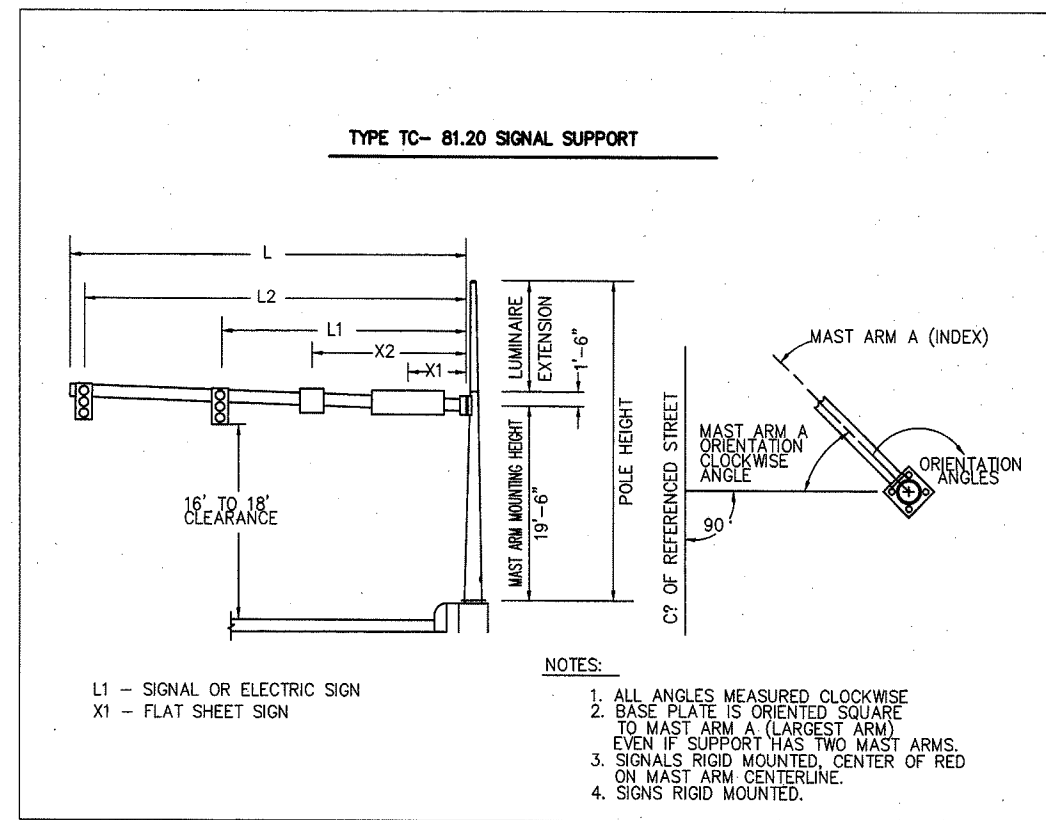 TYPE TC- 81.20 SIGNAL SUPPORT
L
L2
L1
X2
X1
LUMINAIRE
EXTENSION
1'-6"
MAST ARM MOUNTING HEIGHT
19'-6"
POLE HEIGHT
16' TO 18'
CLEARANCE
C? OF REFERENCED STREET
MAST ARM A (INDEX)
MAST ARM A
ORIENTATION
CLOCKWISE
ANGLE
ORIENTATION
ANGLES
90°
L1 - SIGNAL OR ELECTRIC SIGN
X1 - FLAT SHEET SIGN
NOTES:
1. ALL ANGLES MEASURED CLOCKWISE
2. BASE PLATE IS ORIENTED SQUARE
TO MAST ARM A (LARGEST ARM)
EVEN IF SUPPORT HAS TWO MAST ARMS.
3. SIGNALS RIGID MOUNTED, CENTER OF RED
ON MAST ARM CENTERLINE.
4. SIGNS RIGID MOUNTED.